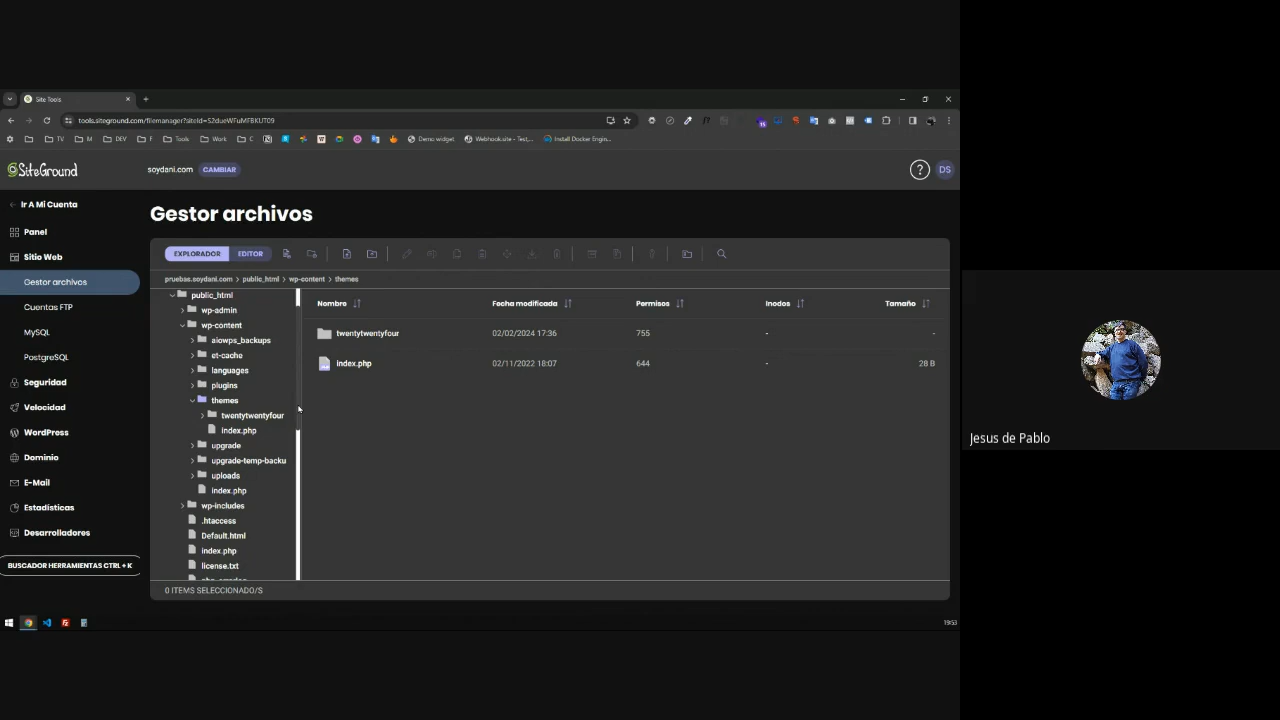 Site Tools
tools.siteground.com/filemanager?siteId=S2dueWFuMFBKUT09
TV
M
DEV
F
Tools
Work
C
Demo widget
Webhook.site - Test,...
Install Docker Engin...
SiteGround
soydani.com
CAMBIAR
?
DS
Ir A Mi Cuenta
Panel
Sitio Web
Gestor archivos
Cuentas FTP
MySQL
PostgreSQL
Seguridad
Velocidad
WordPress
Dominio
E-Mail
Estadísticas
Desarrolladores
BUSCADOR HERRAMIENTAS CTRL + K
Gestor archivos
EXPLORADOR
EDITOR
pruebas.soydani.com > public_html > wp-content > themes
public_html
wp-admin
wp-content
aiowps_backups
et-cache
languages
plugins
themes
twentytwentyfour
index.php
upgrade
upgrade-temp-backu
uploads
index.php
wp-includes
.htaccess
Default.html
index.php
license.txt
Nombre
Fecha modificada
Permisos
Inodos
Tamaño
twentytwentyfour
02/02/2024 17:36
755
-
-
index.php
02/11/2022 18:07
644
-
28 B
0 ITEMS SELECCIONADO/S
19:53
Jesus de Pablo